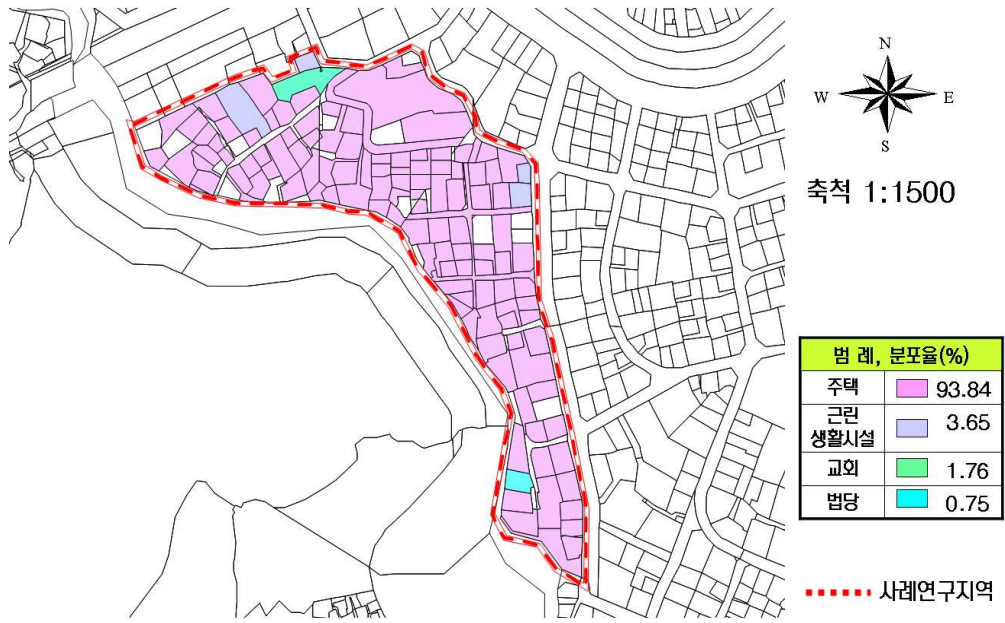 N
W E
S
축척 1:1500
범 례, 분포율(%)
주택 93.84
근린
생활시설 3.65
교회 1.76
법당 0.75
사례연구지역